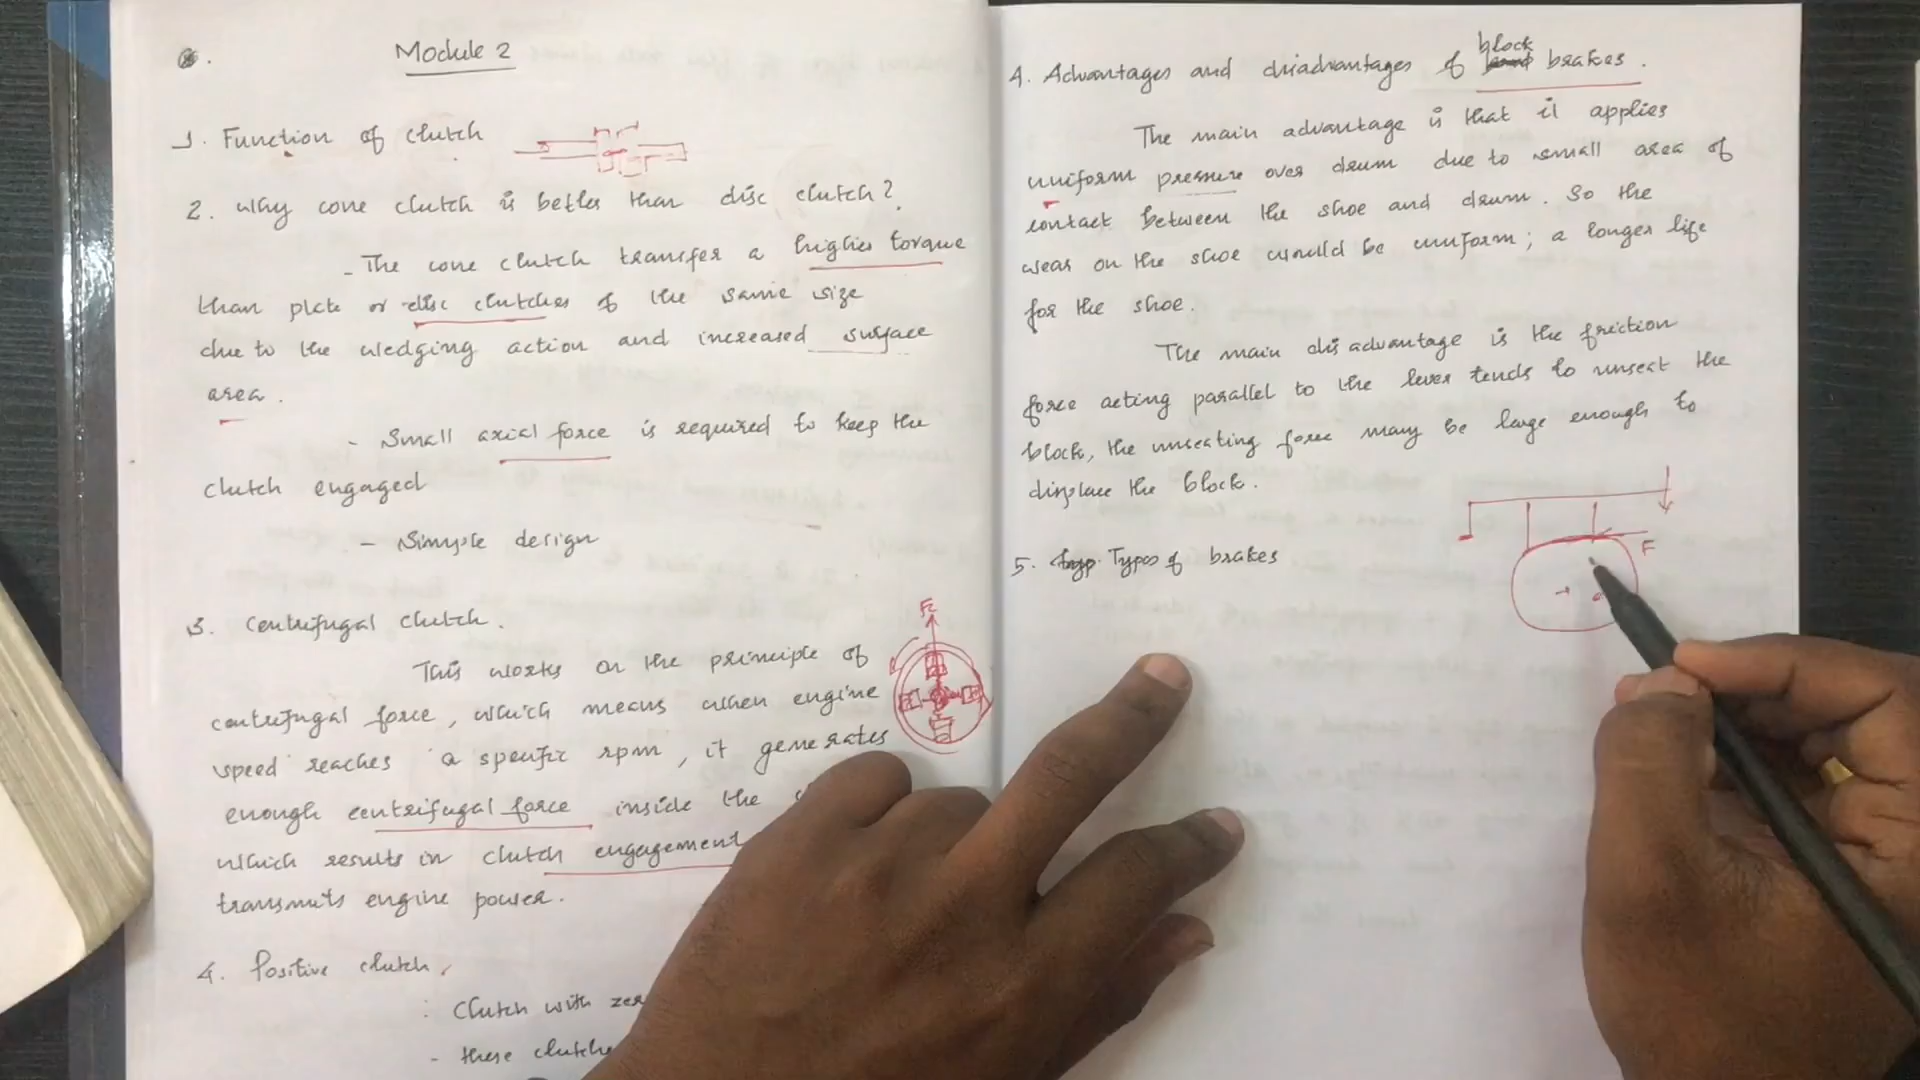 Module 2
1. Function of clutch
2. Why cone clutch is better than disc clutch?
- The cone clutch transfer a higher torque
than plate or disc clutches of the same size
due to the wedging action and increased surface
area.
- Small axial force is required to keep the
clutch engaged
- Simple design
3. Centrifugal clutch.
This works on the principle of
centrifugal force, which means when engine
speed reaches a specific rpm, it generates
enough centrifugal force inside the
which results in clutch engagement
transmits engine power.
4. Positive clutch.
: Clutch with
- these
Fc
4. Advantages and disadvantages of block brakes.
The main advantage is that it applies
uniform pressure over drum due to small area of
contact between the shoe and drum. So the
wear on the shoe would be uniform; a longer life
for the shoe.
The main disadvantage is the friction
force acting parallel to the lever tends to unseat the
block, the unseating force may be large enough to
displace the block.
F
5. Types of brakes